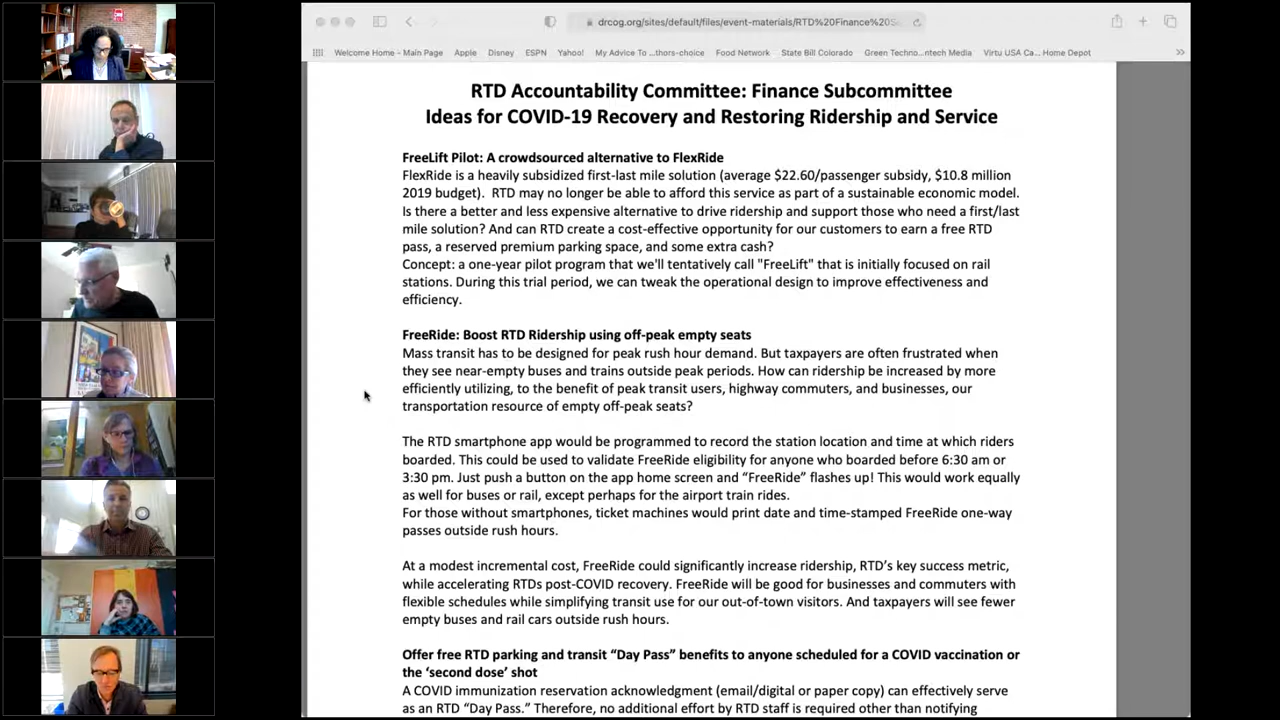 drcog.org/sites/default/files/event-materials/RTD%20Finance%20S
Welcome Home - Main Page Apple Disney ESPN Yahoo! My Advice To ...thors-choice Food Network State Bill Colorado Green Techno...ntech Media Virtu USA Ca... Home Depot
RTD Accountability Committee: Finance Subcommittee
Ideas for COVID-19 Recovery and Restoring Ridership and Service
FreeLift Pilot: A crowdsourced alternative to FlexRide
FlexRide is a heavily subsidized first-last mile solution (average $22.60/passenger subsidy, $10.8 million
2019 budget). RTD may no longer be able to afford this service as part of a sustainable economic model.
Is there a better and less expensive alternative to drive ridership and support those who need a first/last
mile solution? And can RTD create a cost-effective opportunity for our customers to earn a free RTD
pass, a reserved premium parking space, and some extra cash?
Concept: a one-year pilot program that we'll tentatively call "FreeLift" that is initially focused on rail
stations. During this trial period, we can tweak the operational design to improve effectiveness and
efficiency.
FreeRide: Boost RTD Ridership using off-peak empty seats
Mass transit has to be designed for peak rush hour demand. But taxpayers are often frustrated when
they see near-empty buses and trains outside peak periods. How can ridership be increased by more
efficiently utilizing, to the benefit of peak transit users, highway commuters, and businesses, our
transportation resource of empty off-peak seats?
The RTD smartphone app would be programmed to record the station location and time at which riders
boarded. This could be used to validate FreeRide eligibility for anyone who boarded before 6:30 am or
3:30 pm. Just push a button on the app home screen and “FreeRide” flashes up! This would work equally
as well for buses or rail, except perhaps for the airport train rides.
For those without smartphones, ticket machines would print date and time-stamped FreeRide one-way
passes outside rush hours.
At a modest incremental cost, FreeRide could significantly increase ridership, RTD’s key success metric,
while accelerating RTDs post-COVID recovery. FreeRide will be good for businesses and commuters with
flexible schedules while simplifying transit use for our out-of-town visitors. And taxpayers will see fewer
empty buses and rail cars outside rush hours.
Offer free RTD parking and transit “Day Pass” benefits to anyone scheduled for a COVID vaccination or
the ‘second dose’ shot
A COVID immunization reservation acknowledgment (email/digital or paper copy) can effectively serve
as an RTD “Day Pass.” Therefore, no additional effort by RTD staff is required other than notifying